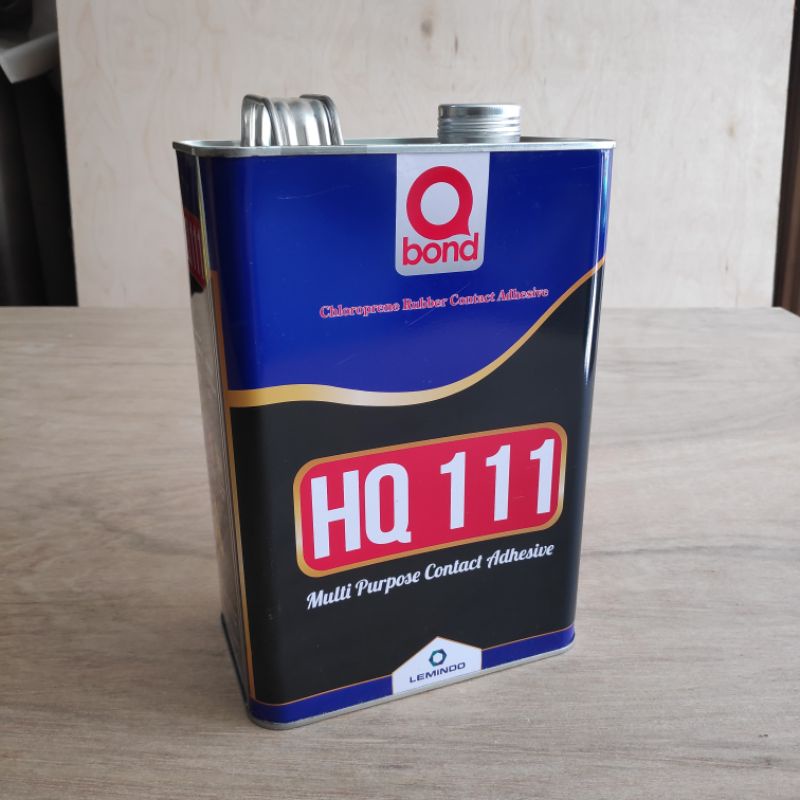 Q
bond
Chloroprene Rubber Contact Adhesive
HQ 111
Multi Purpose Contact Adhesive
LEMINDO